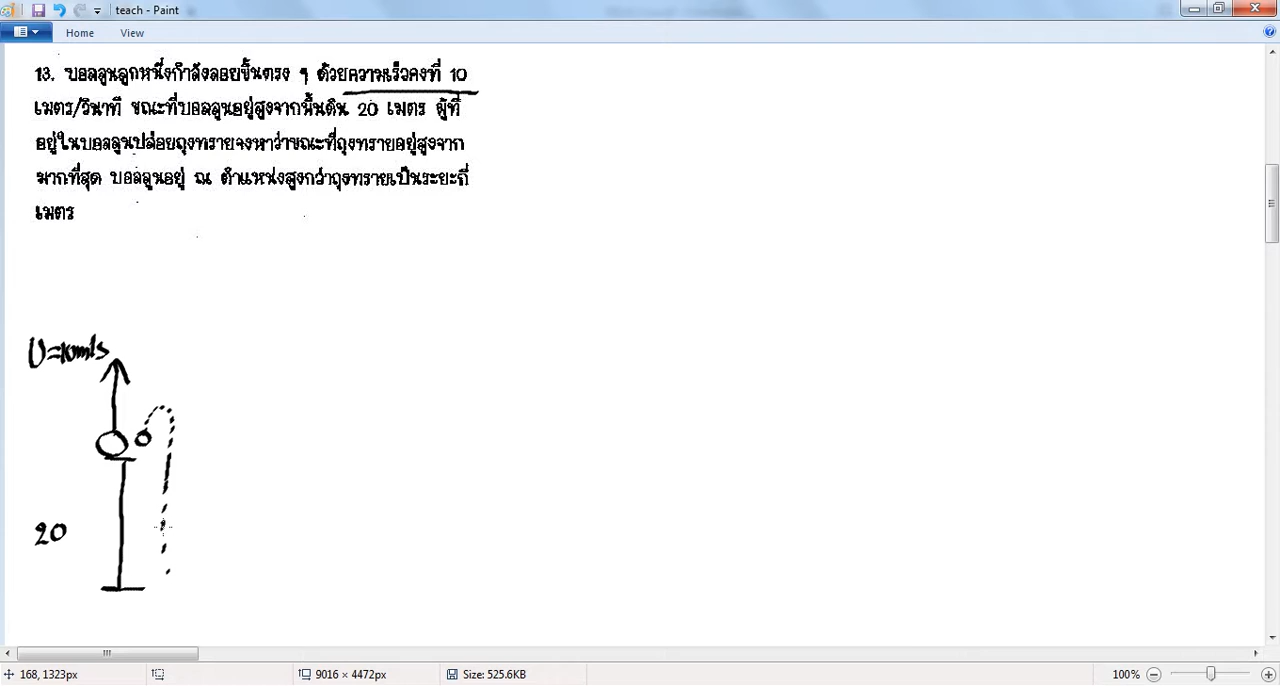 teach - Paint
Home View
13. บอลลูนลูกหนึ่งกำลังลอยขึ้นตรง ๆ ด้วยความเร็วคงที่ 10
เมตร/วินาที ขณะที่บอลลูนอยู่สูงจากพื้นดิน 20 เมตร ผู้ที่
อยู่ในบอลลูนปล่อยถุงทรายจงหาว่าขณะที่ถุงทรายอยู่สูงจาก
มากที่สุด บอลลูนอยู่ ณ ตำแหน่งสูงกว่าถุงทรายเป็นระยะกี่
เมตร
U=10m/s
20
168, 1323px 9016 × 4472px Size: 525.6KB 100%